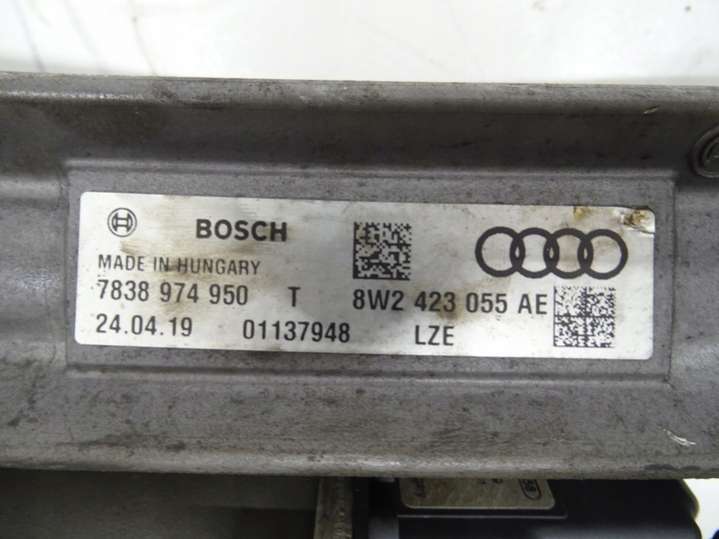 BOSCH
MADE IN HUNGARY
7838 974 950 T 8W2 423 055 AE
24.04.19 01137948 LZE